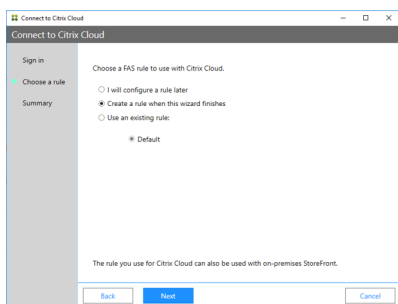 Connect to Citrix Cloud
Connect to Citrix Cloud
Sign in
Choose a rule
Summary
Choose a FAS rule to use with Citrix Cloud.
I will configure a rule later
Create a rule when this wizard finishes
Use an existing rule:
Default
The rule you use for Citrix Cloud can also be used with on-premises StoreFront.
Back
Next
Cancel